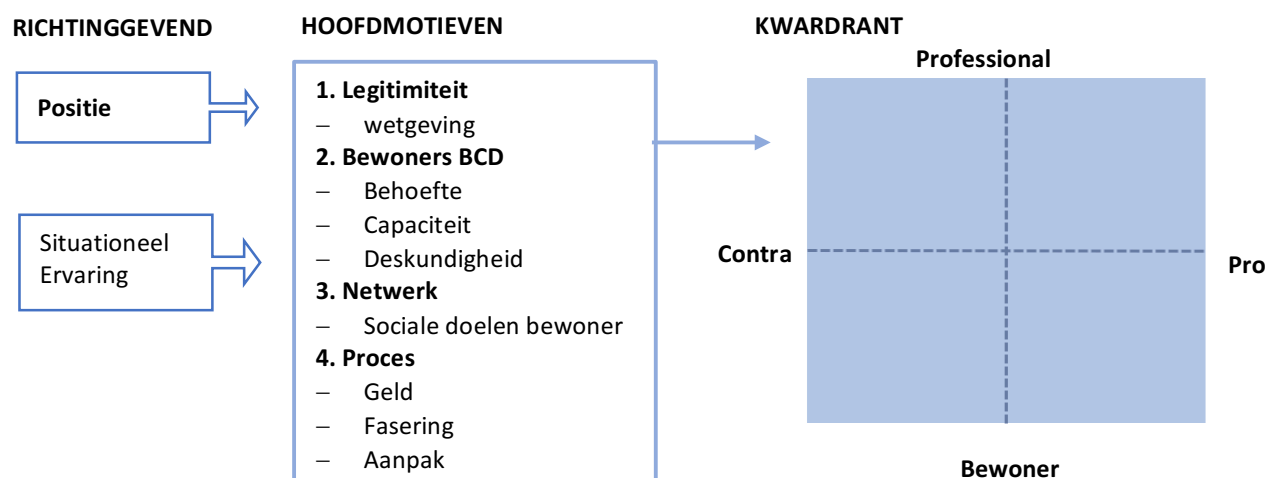 RICHTINGGEVEND
Positie
Situationeel
Ervaring
HOOFDMOTIEVEN
1. Legitimiteit
– wetgeving
2. Bewoners BCD
– Behoefte
– Capaciteit
– Deskundigheid
3. Netwerk
– Sociale doelen bewoner
4. Proces
– Geld
– Fasering
– Aanpak
KWARDRANT
Professional
Contra
Pro
Bewoner